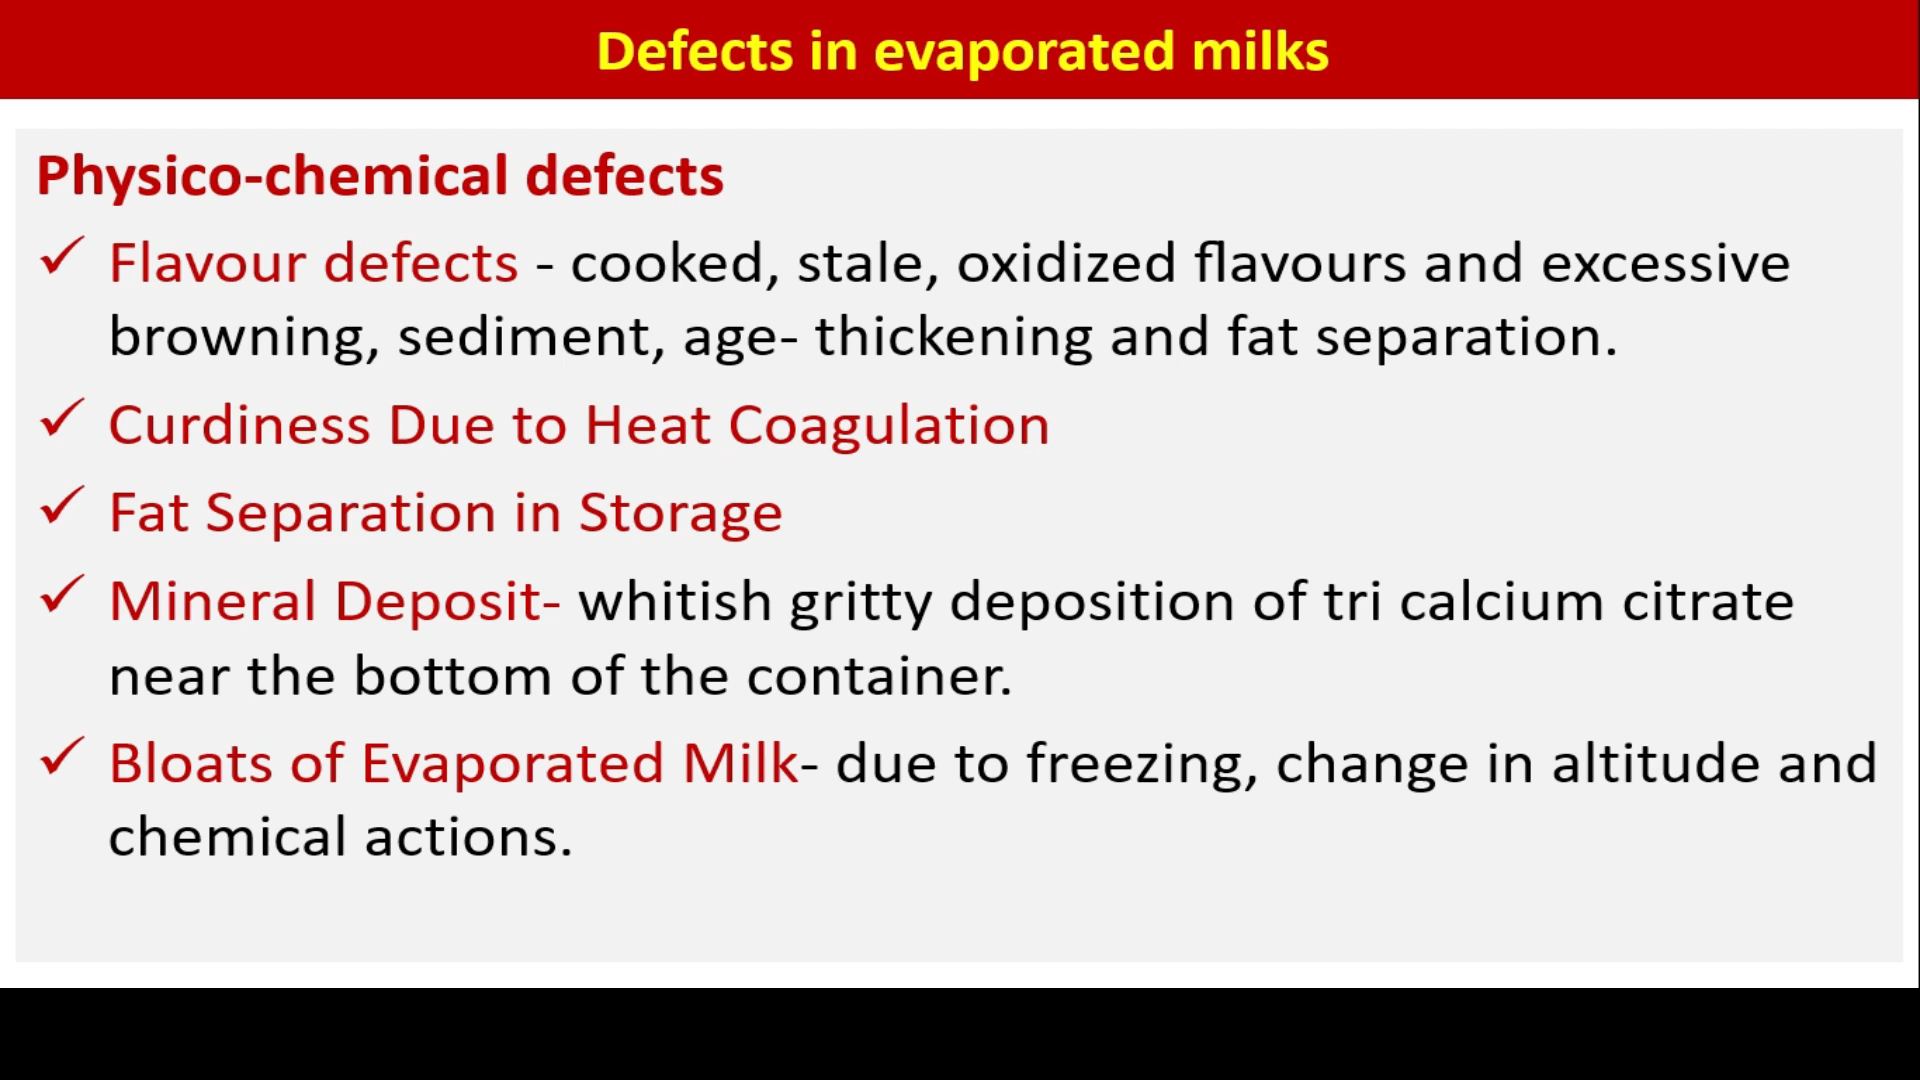 Defects in evaporated milks
Physico-chemical defects
✓ Flavour defects - cooked, stale, oxidized flavours and excessive
browning, sediment, age- thickening and fat separation.
✓ Curdiness Due to Heat Coagulation
✓ Fat Separation in Storage
✓ Mineral Deposit- whitish gritty deposition of tri calcium citrate
near the bottom of the container.
✓ Bloats of Evaporated Milk- due to freezing, change in altitude and
chemical actions.